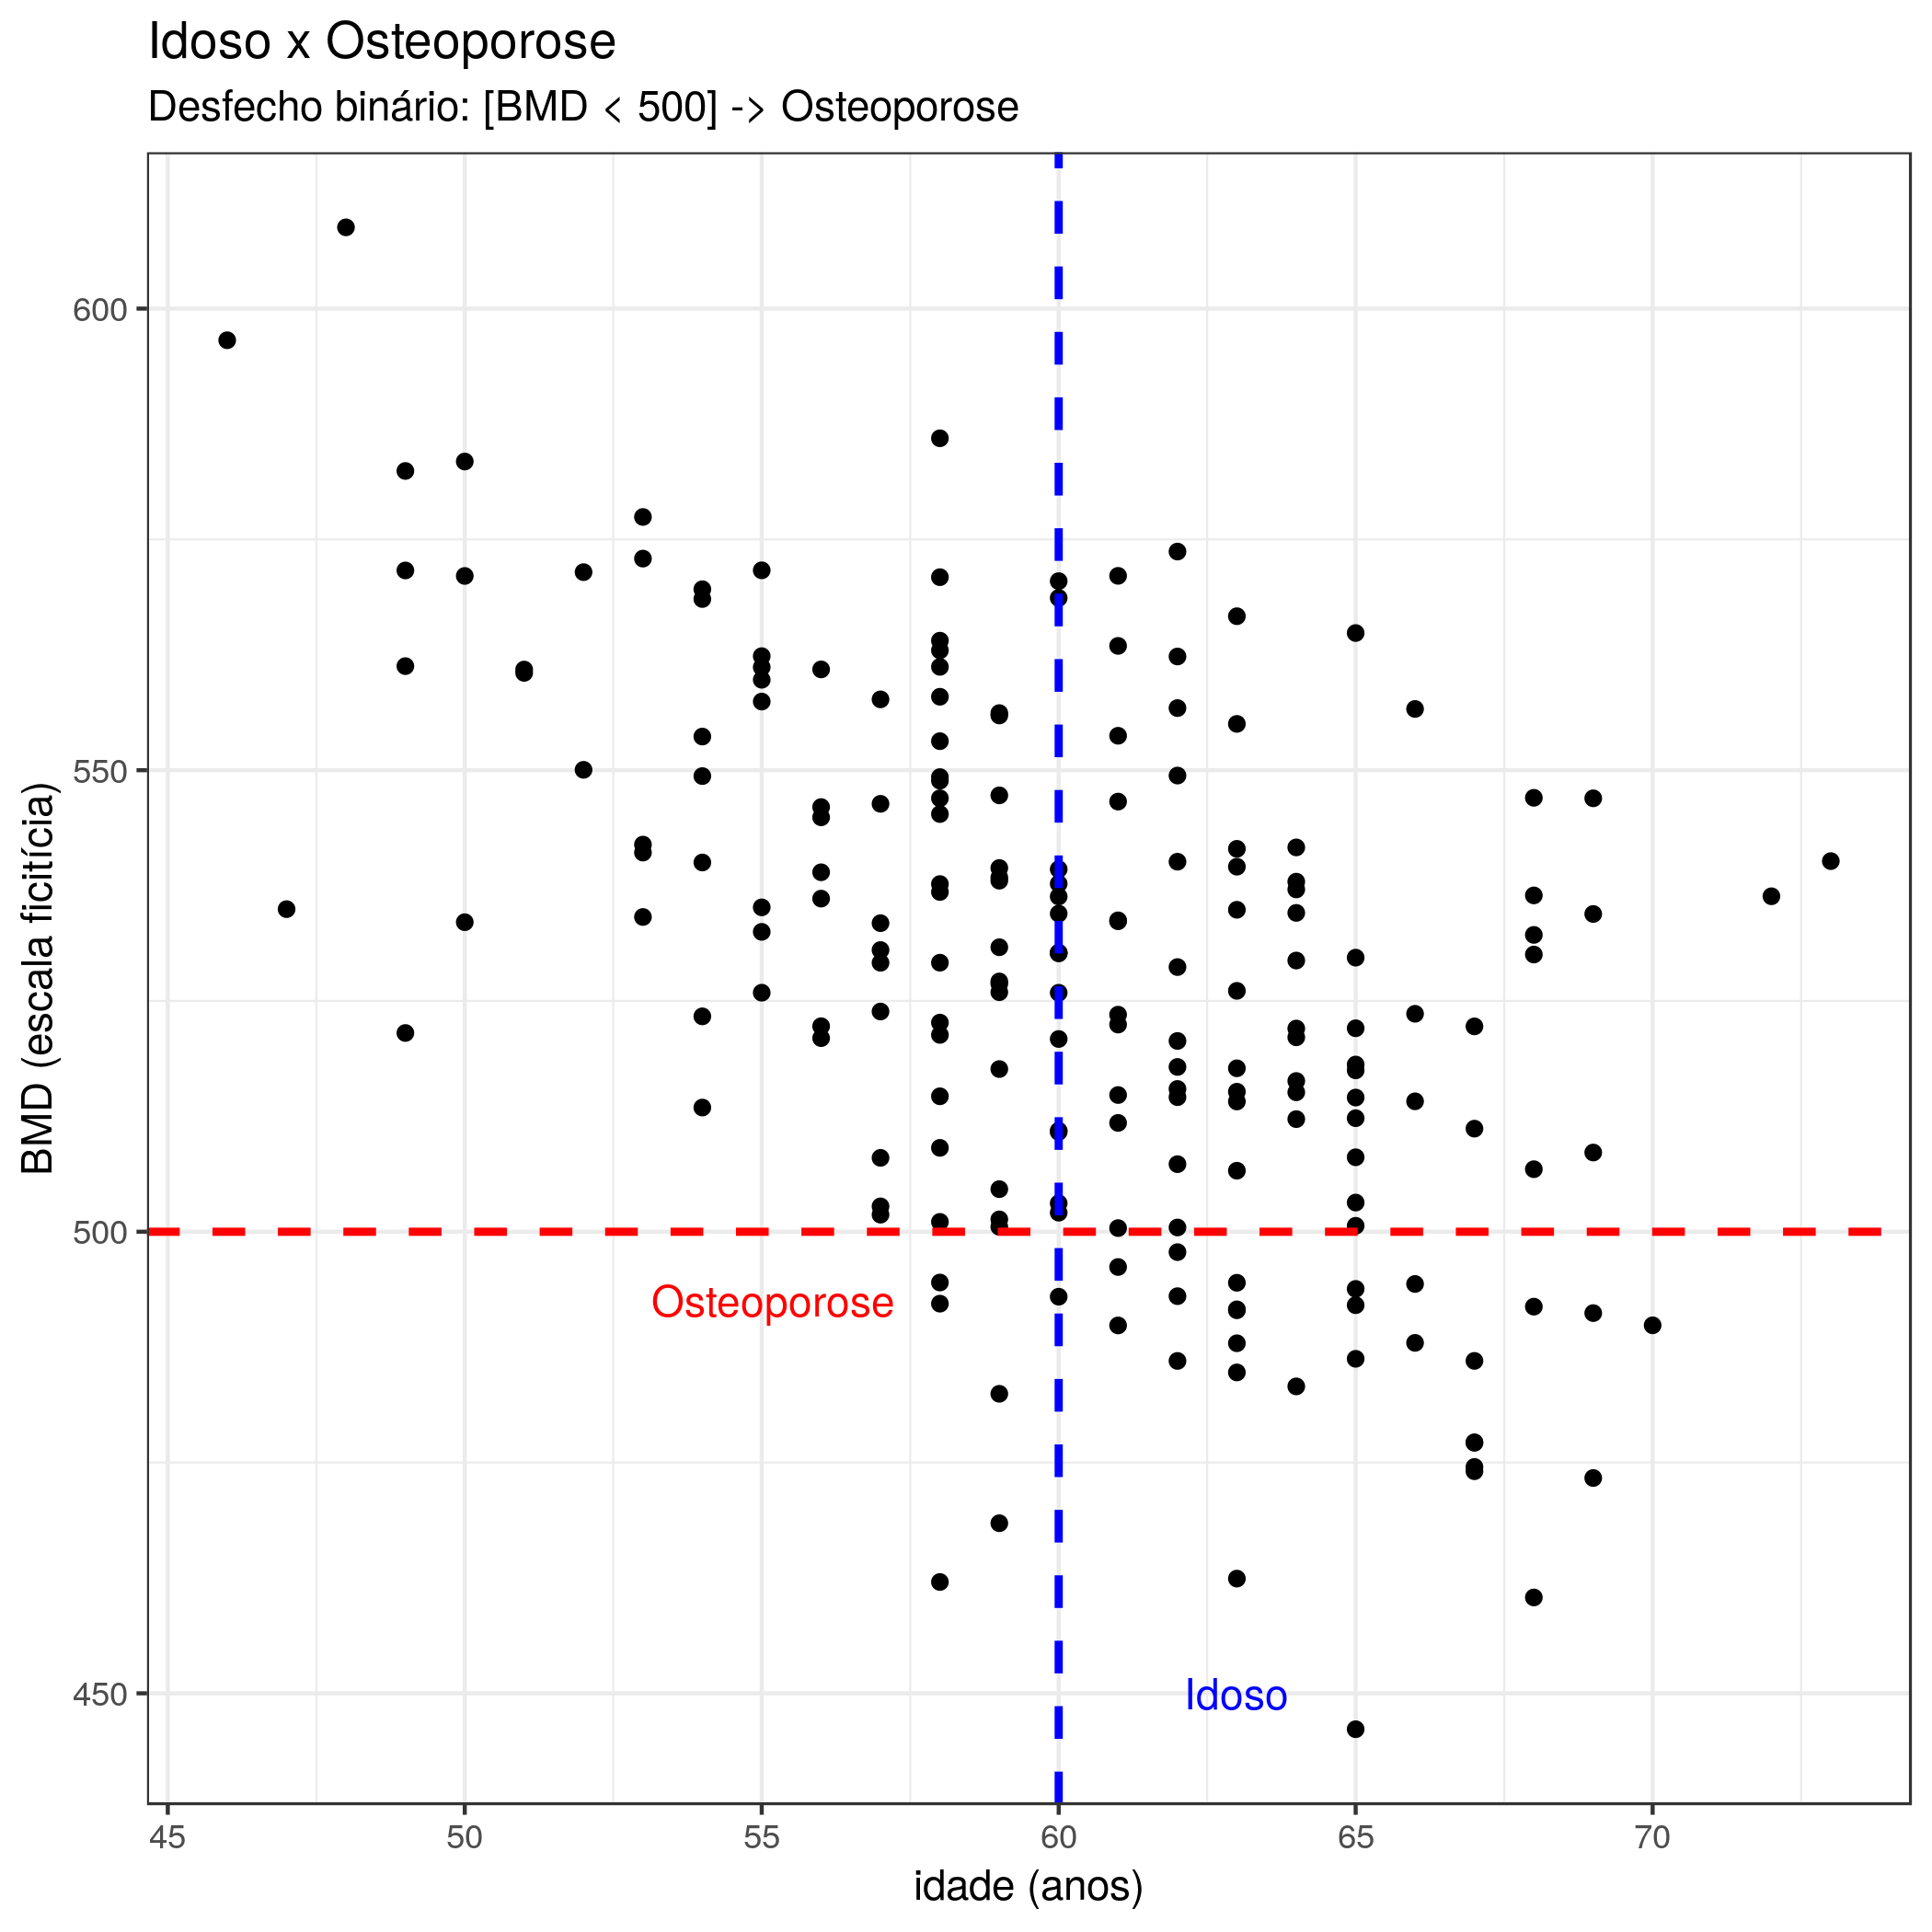 Idoso x Osteoporose
Desfecho binário: [BMD < 500] -> Osteoporose
BMD (escala ficitícia)
600
550
500
450
Osteoporose
Idoso
45 50 55 60 65 70
idade (anos)